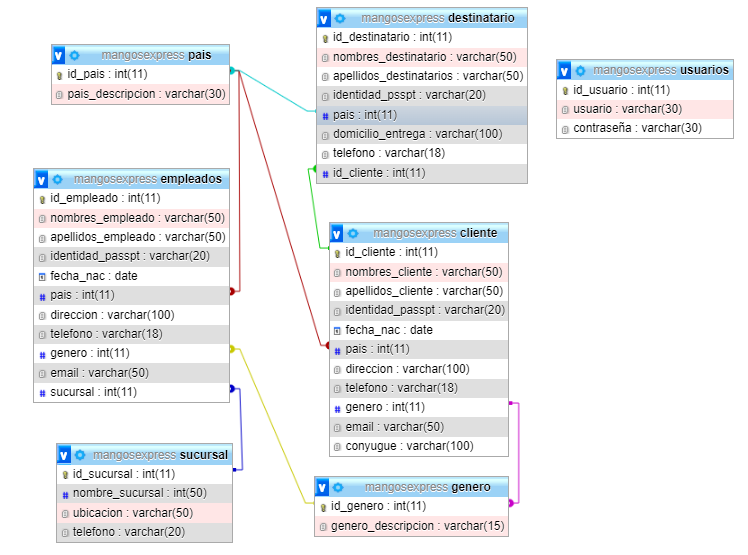 mangosexpress pais
id_pais : int(11)
pais_descripcion : varchar(30)
mangosexpress destinatario
id_destinatario : int(11)
nombres_destinatario : varchar(50)
apellidos_destinatarios : varchar(50)
identidad_psspt : varchar(20)
pais : int(11)
domicilio_entrega : varchar(100)
telefono : varchar(18)
id_cliente : int(11)
mangosexpress usuarios
id_usuario : int(11)
usuario : varchar(30)
contraseña : varchar(30)
mangosexpress empleados
id_empleado : int(11)
nombres_empleado : varchar(50)
apellidos_empleado : varchar(50)
identidad_passpt : varchar(20)
fecha_nac : date
pais : int(11)
direccion : varchar(100)
telefono : varchar(18)
genero : int(11)
email : varchar(50)
sucursal : int(11)
mangosexpress cliente
id_cliente : int(11)
nombres_cliente : varchar(50)
apellidos_cliente : varchar(50)
identidad_passpt : varchar(20)
fecha_nac : date
pais : int(11)
direccion : varchar(100)
telefono : varchar(18)
genero : int(11)
email : varchar(50)
conyugue : varchar(100)
mangosexpress sucursal
id_sucursal : int(11)
nombre_sucursal : int(50)
ubicacion : varchar(50)
telefono : varchar(20)
mangosexpress genero
id_genero : int(11)
genero_descripcion : varchar(15)